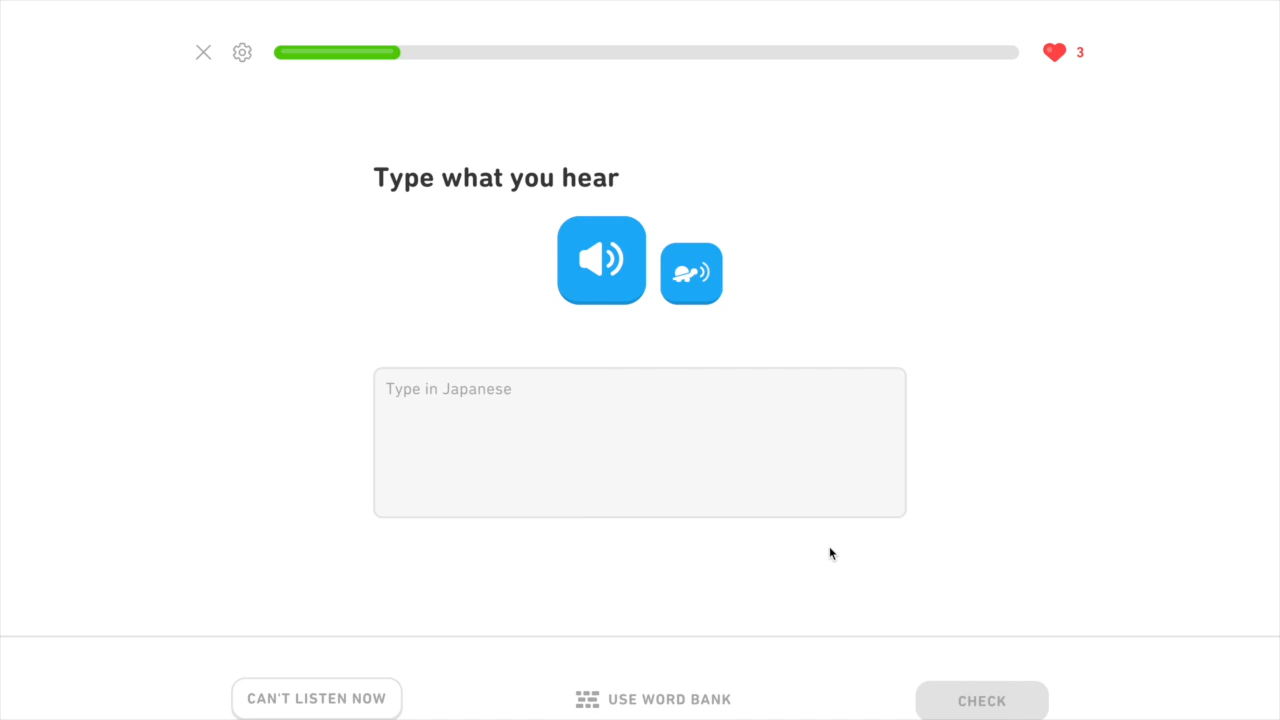 3
Type what you hear
Type in Japanese
CAN'T LISTEN NOW
USE WORD BANK
CHECK